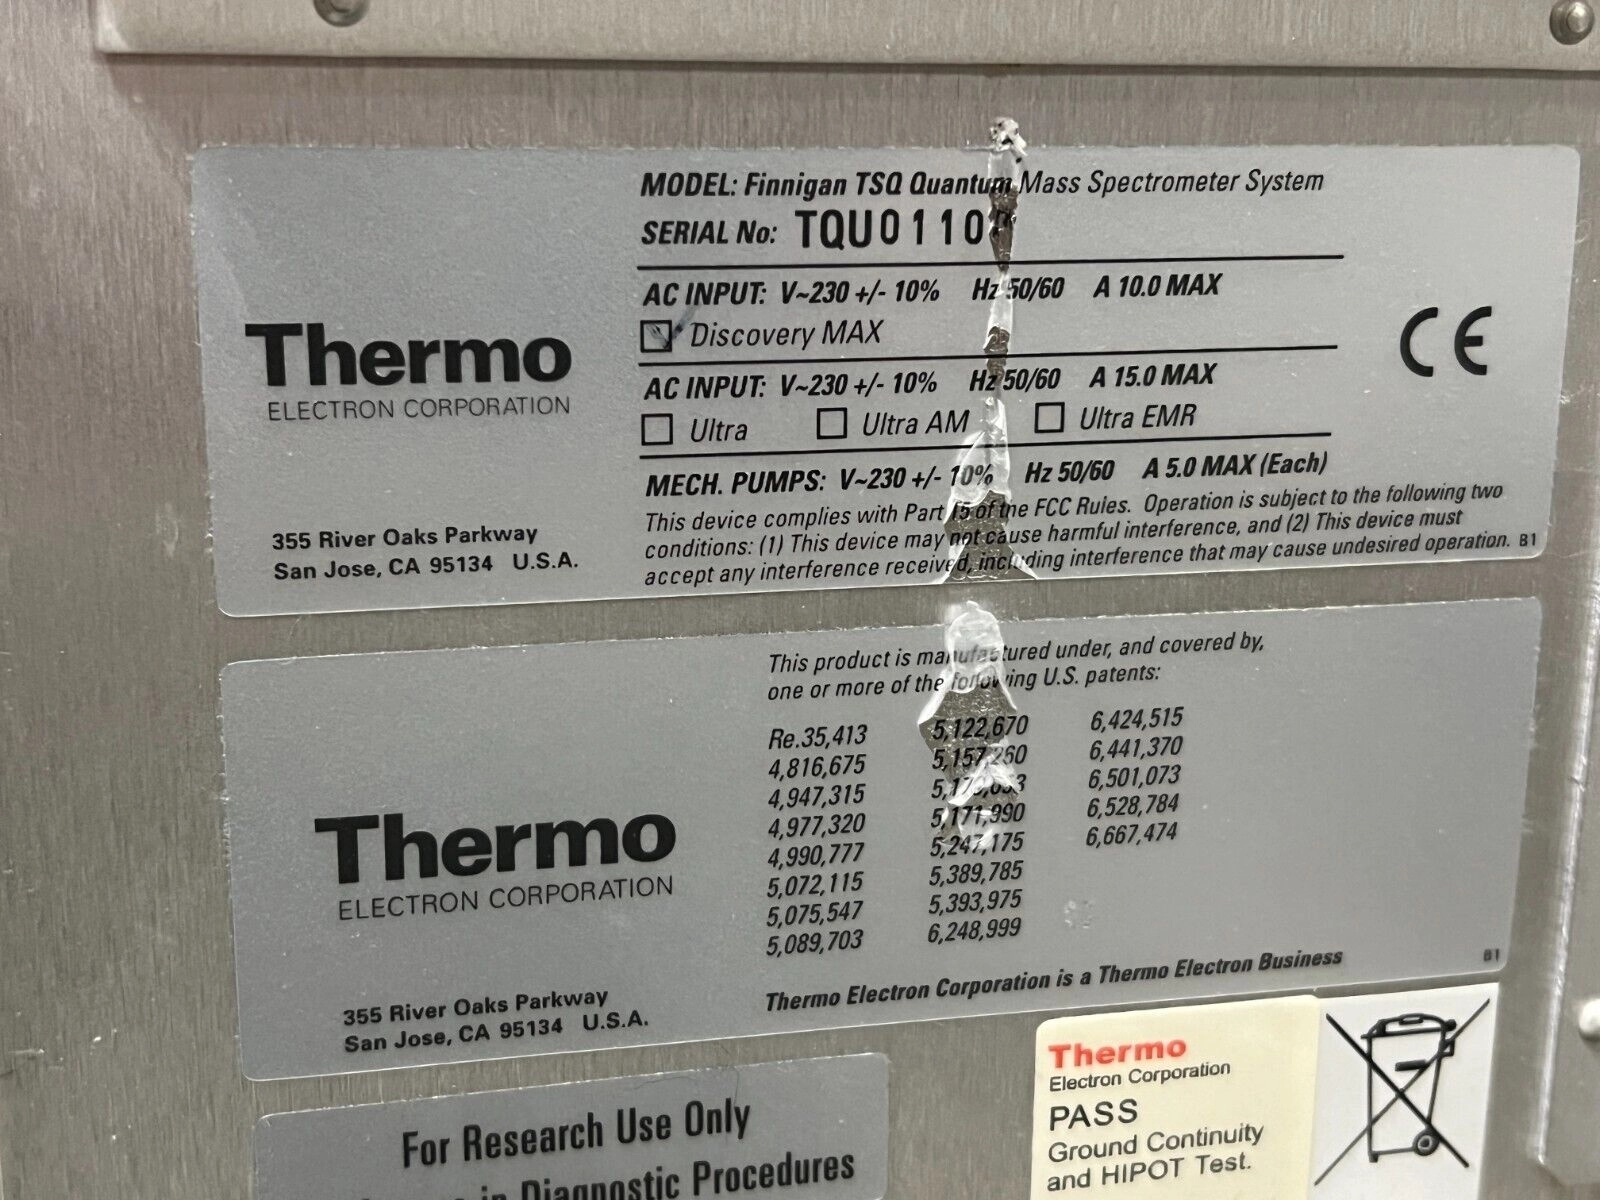 MODEL: Finnigan TSQ Quantum Mass Spectrometer System
SERIAL No: TQU0110
AC INPUT: V~230 +/- 10% Hz 50/60 A 10.0 MAX
Discovery MAX
AC INPUT: V~230 +/- 10% Hz 50/60 A 15.0 MAX
Ultra Ultra AM Ultra EMR
MECH. PUMPS: V~230 +/- 10% Hz 50/60 A 5.0 MAX (Each)
This device complies with Part 15 of the FCC Rules. Operation is subject to the following two
conditions: (1) This device may not cause harmful interference, and (2) This device must
accept any interference received, including interference that may cause undesired operation. B1
Thermo
ELECTRON CORPORATION
355 River Oaks Parkway
San Jose, CA 95134 U.S.A.
CE
This product is manufactured under, and covered by,
one or more of the following U.S. patents:
Re.35,413 5,122,670 6,424,515
4,816,675 5,157,260 6,441,370
4,947,315 6,501,073
4,977,320 5,171,990 6,528,784
4,990,777 5,247,175 6,667,474
5,072,115 5,389,785
5,075,547 5,393,975
5,089,703 6,248,999
Thermo Electron Corporation is a Thermo Electron Business
B1
Thermo
ELECTRON CORPORATION
355 River Oaks Parkway
San Jose, CA 95134 U.S.A.
For Research Use Only
in Diagnostic Procedures
Thermo
Electron Corporation
PASS
Ground Continuity
and HIPOT Test.